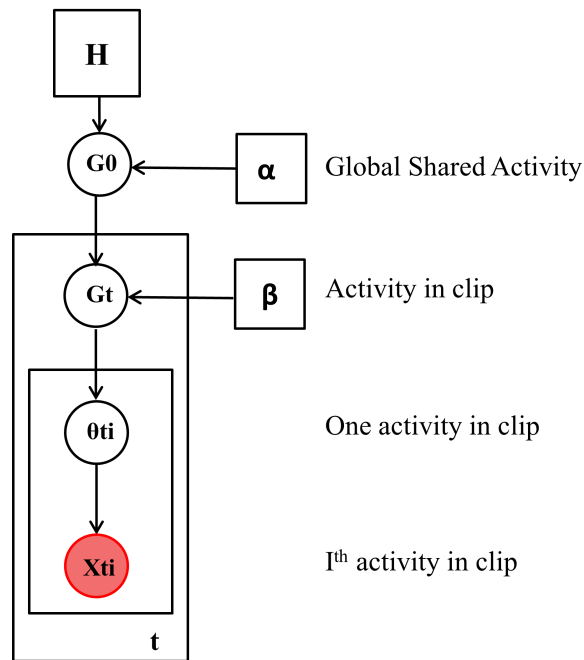 H
G0
α
Global Shared Activity
Gt
β
Activity in clip
θti
One activity in clip
Xti
Iᵗʰ activity in clip
t